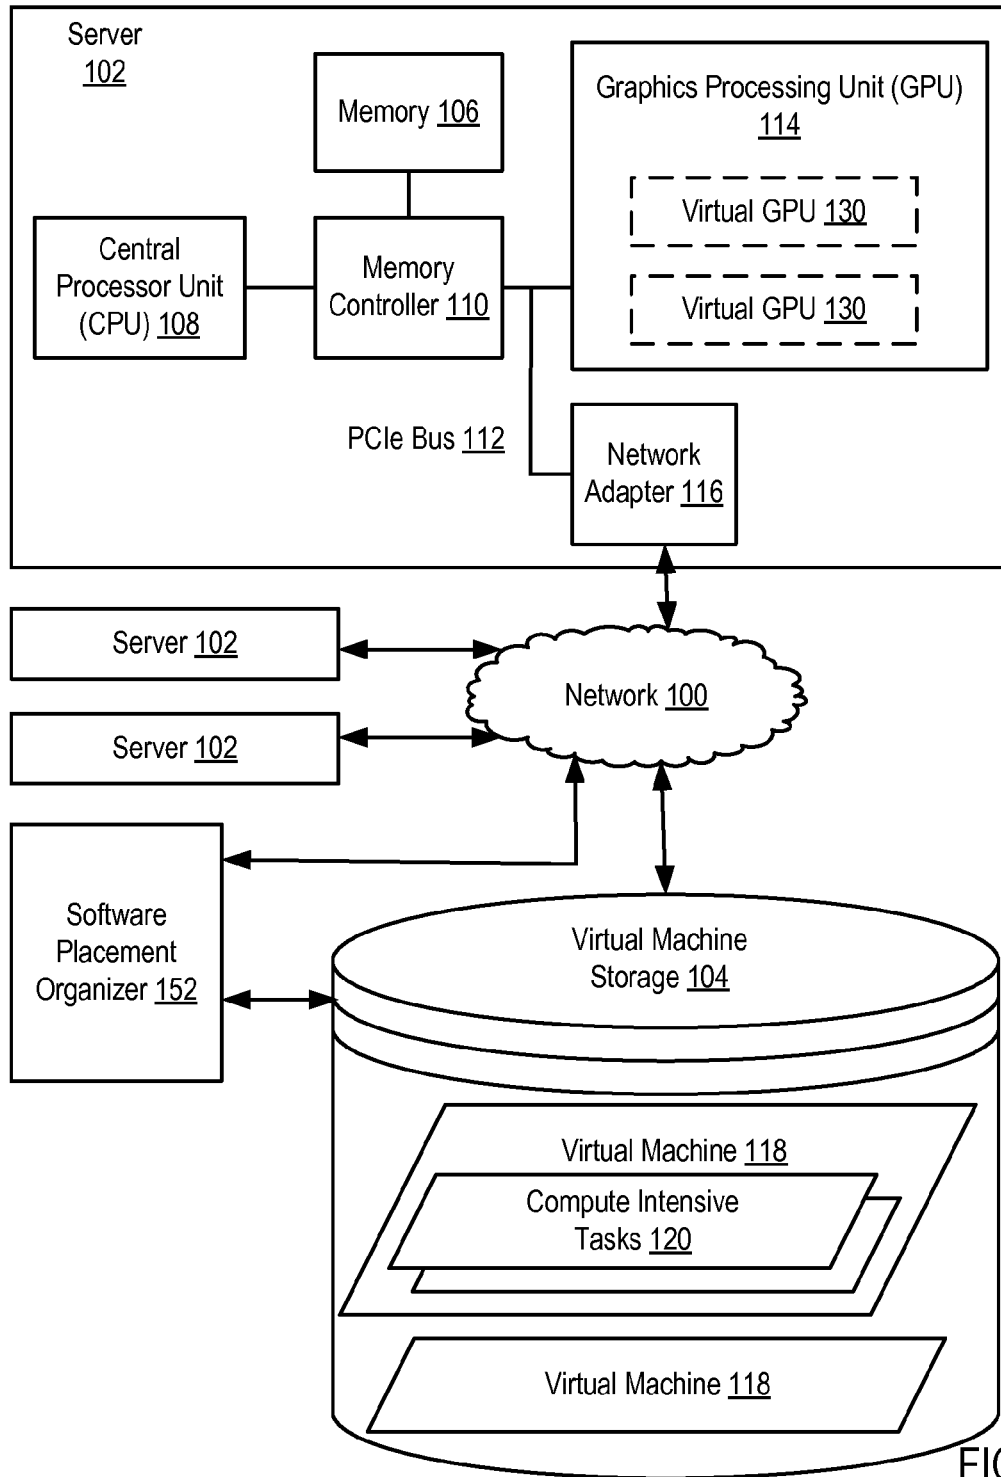 Server
102
Memory 106
Graphics Processing Unit (GPU)
114
Virtual GPU 130
Virtual GPU 130
Central
Processor Unit
(CPU) 108
Memory
Controller 110
PCIe Bus 112
Network
Adapter 116
Server 102
Server 102
Network 100
Software
Placement
Organizer 152
Virtual Machine
Storage 104
Virtual Machine 118
Compute Intensive
Tasks 120
Virtual Machine 118